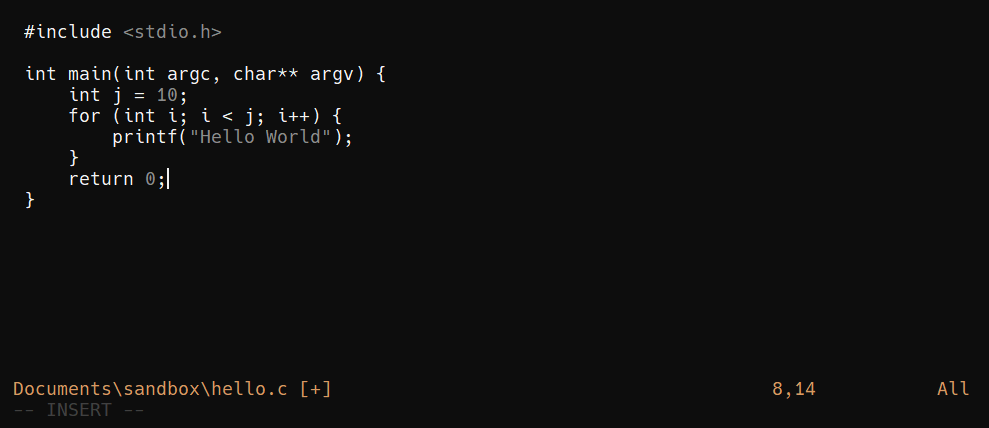 #include <stdio.h>

int main(int argc, char** argv) {
    int j = 10;
    for (int i; i < j; i++) {
        printf("Hello World");
    }
    return 0;
}
Documents\sandbox\hello.c [+] 8,14 All
-- INSERT --